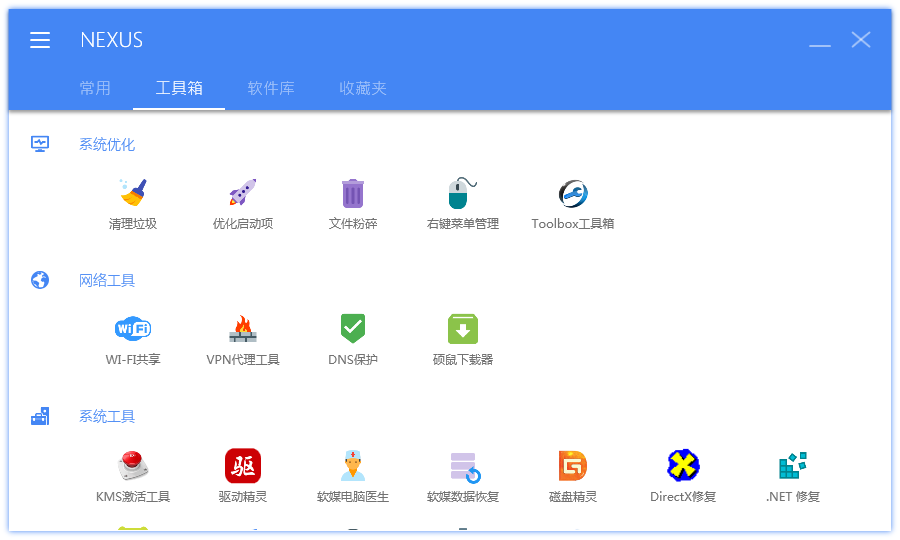 NEXUS
常用 工具箱 软件库 收藏夹
系统优化
清理垃圾 优化启动项 文件粉碎 右键菜单管理 Toolbox工具箱
网络工具
WiFi
WI-FI共享 VPN代理工具 DNS保护 硕鼠下载器
系统工具
驱
KMS激活工具 驱动精灵 软媒电脑医生 软媒数据恢复 磁盘精灵 DirectX修复 .NET 修复